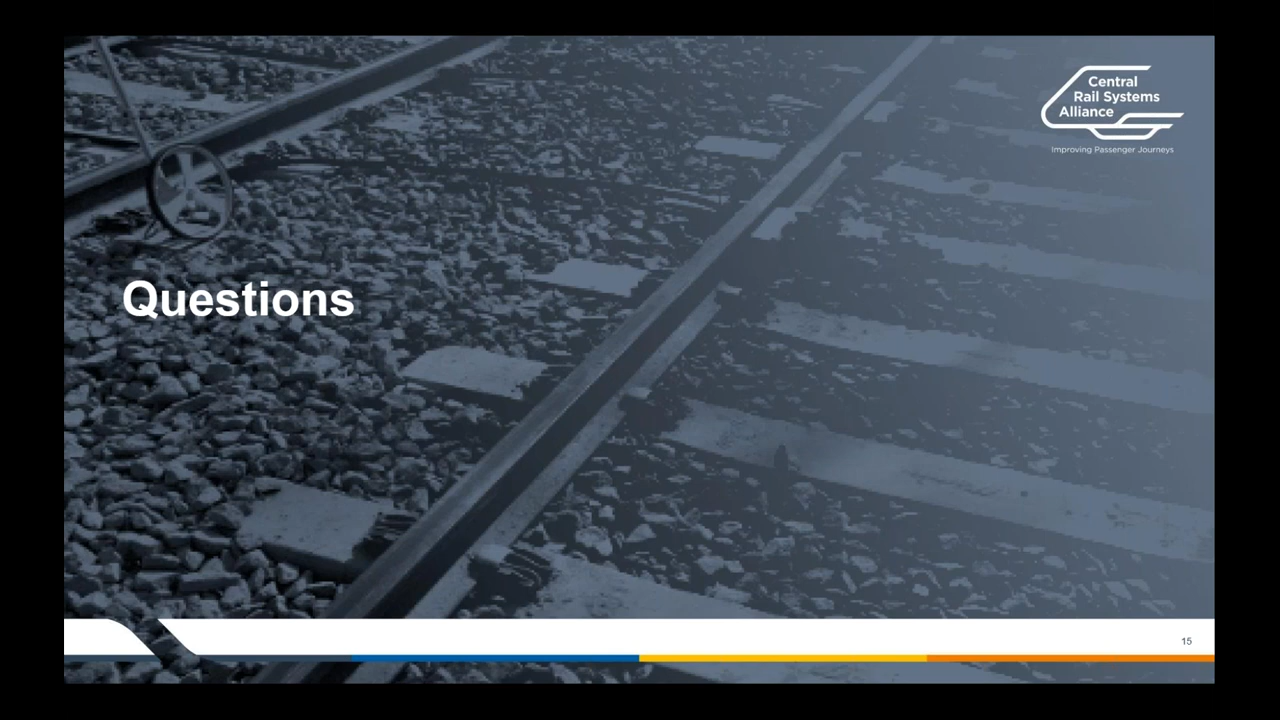 Central
Rail Systems
Alliance
Improving Passenger Journeys
Questions
15